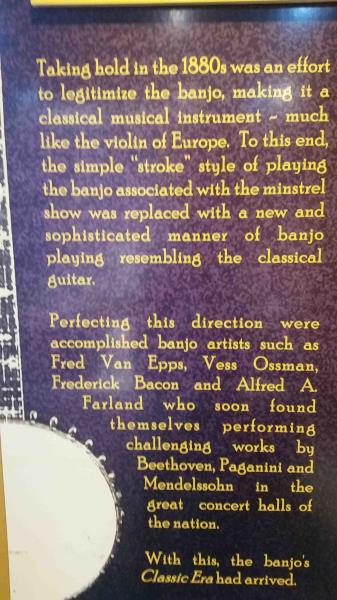 Taking hold in the 1880s was an effort
to legitimize the banjo, making it a
classical musical instrument ~ much
like the violin of Europe. To this end,
the simple "stroke" style of playing
the banjo associated with the minstrel
show was replaced with a new and
sophisticated manner of banjo
playing resembling the classical
guitar.
Perfecting this direction were
accomplished banjo artists such as
Fred Van Epps, Vess Ossman,
Frederick Bacon and Alfred A.
Farland who soon found
themselves performing
challenging works by
Beethoven, Paganini and
Mendelssohn in the
great concert halls of
the nation.
With this, the banjo's
Classic Era had arrived.